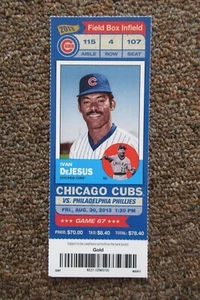 Field Box Infield
115 4 107
AISLE ROW SEAT
IVAN
DeJESUS
CHICAGO CUBS
VS. PHILADELPHIA PHILLIES
FRI, AUG. 30, 2013 1:20 PM
GAME 67
PRICE: $70.00 TAX: $8.40 TOTAL: $78.40
Gold